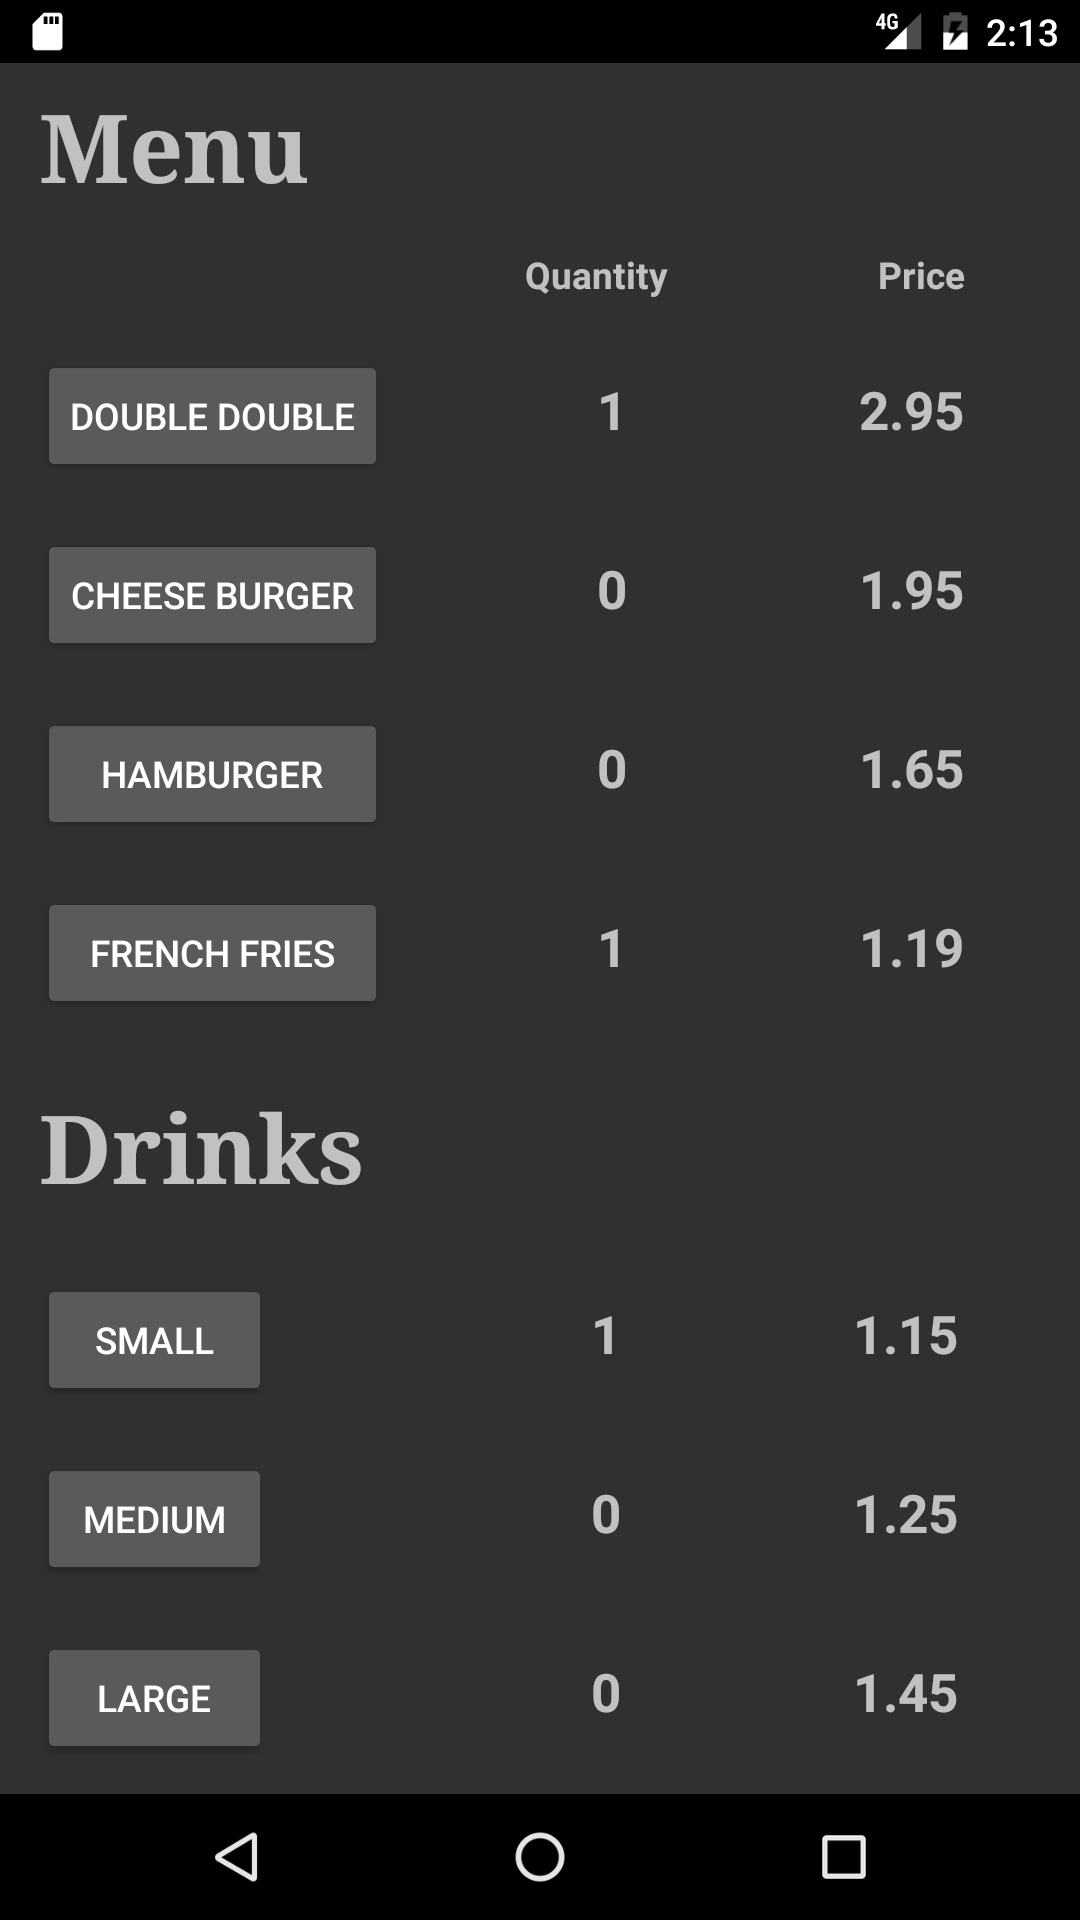 4G 2:13
Menu
Quantity Price
DOUBLE DOUBLE 1 2.95
CHEESE BURGER 0 1.95
HAMBURGER 0 1.65
FRENCH FRIES 1 1.19
Drinks
SMALL 1 1.15
MEDIUM 0 1.25
LARGE 0 1.45